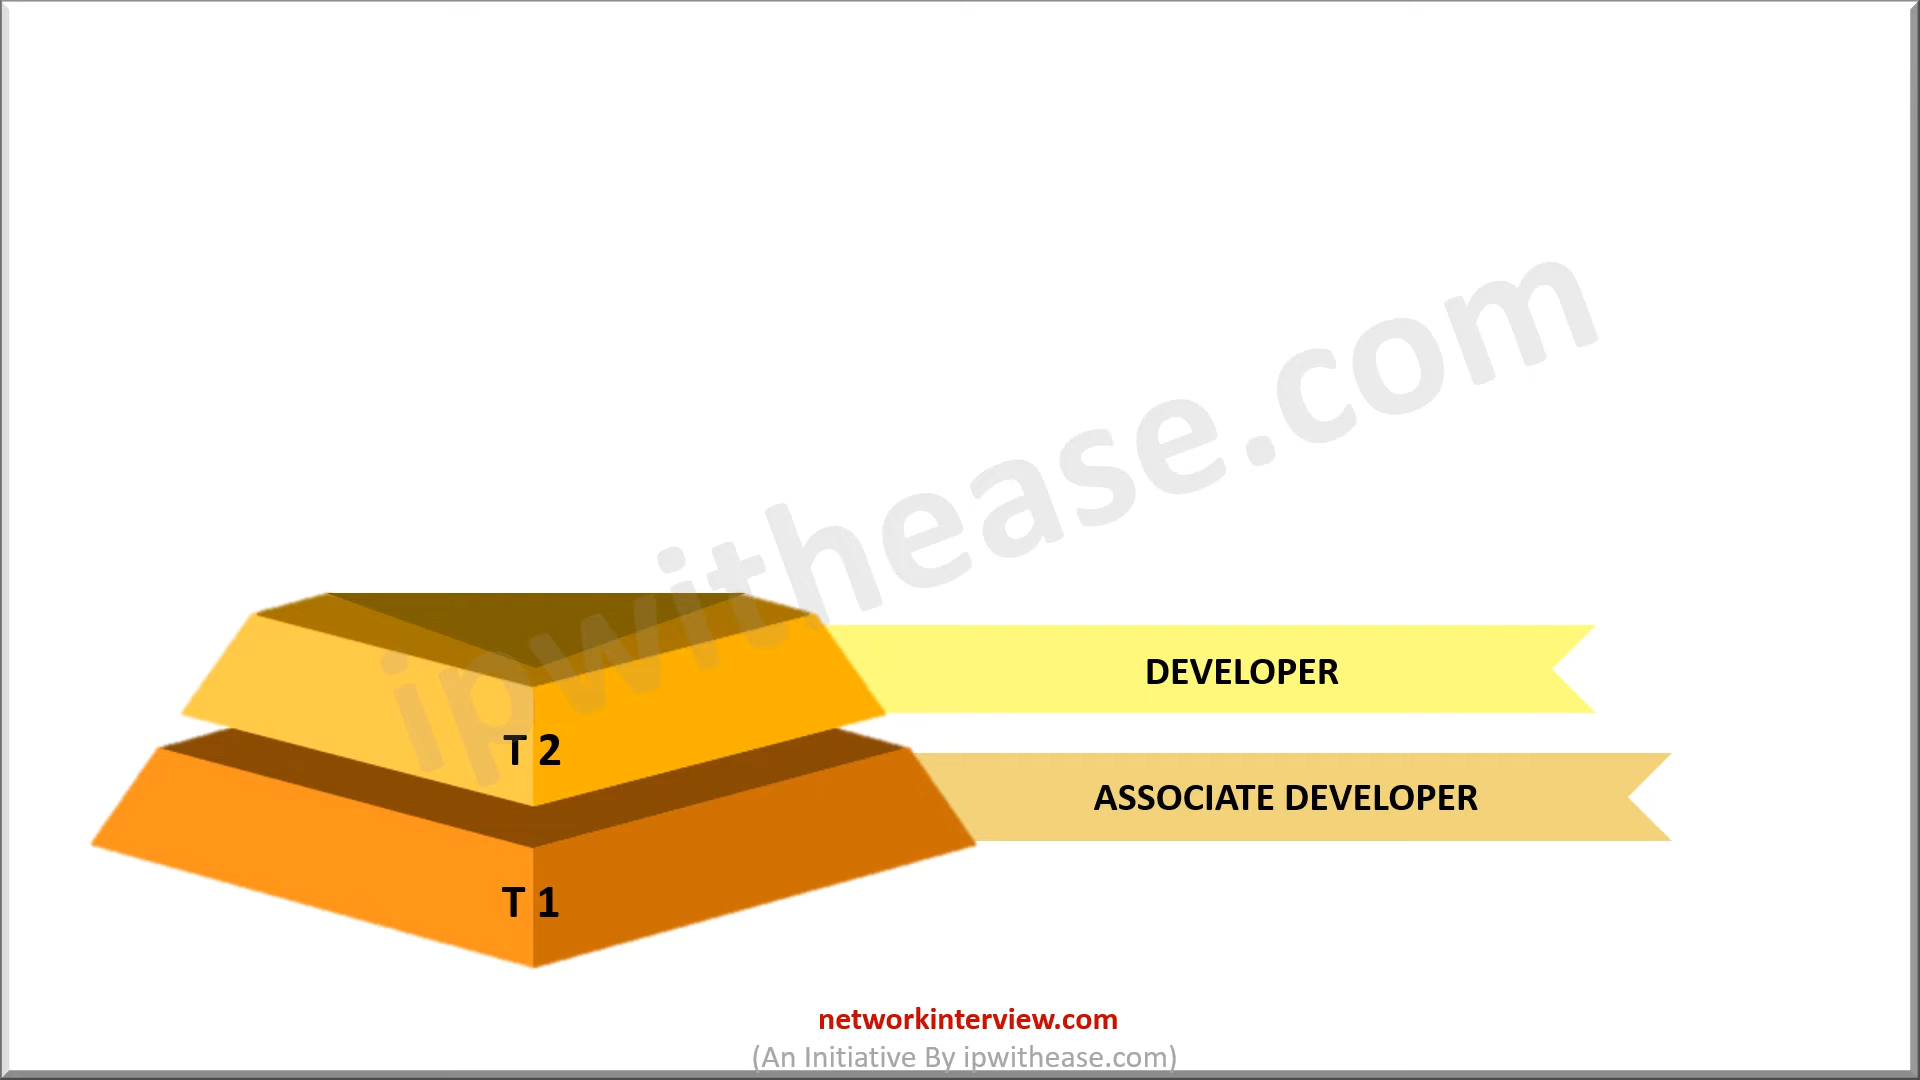 ipwithease.com
DEVELOPER
T 2
ASSOCIATE DEVELOPER
T 1
networkinterview.com
(An Initiative By ipwithease.com)